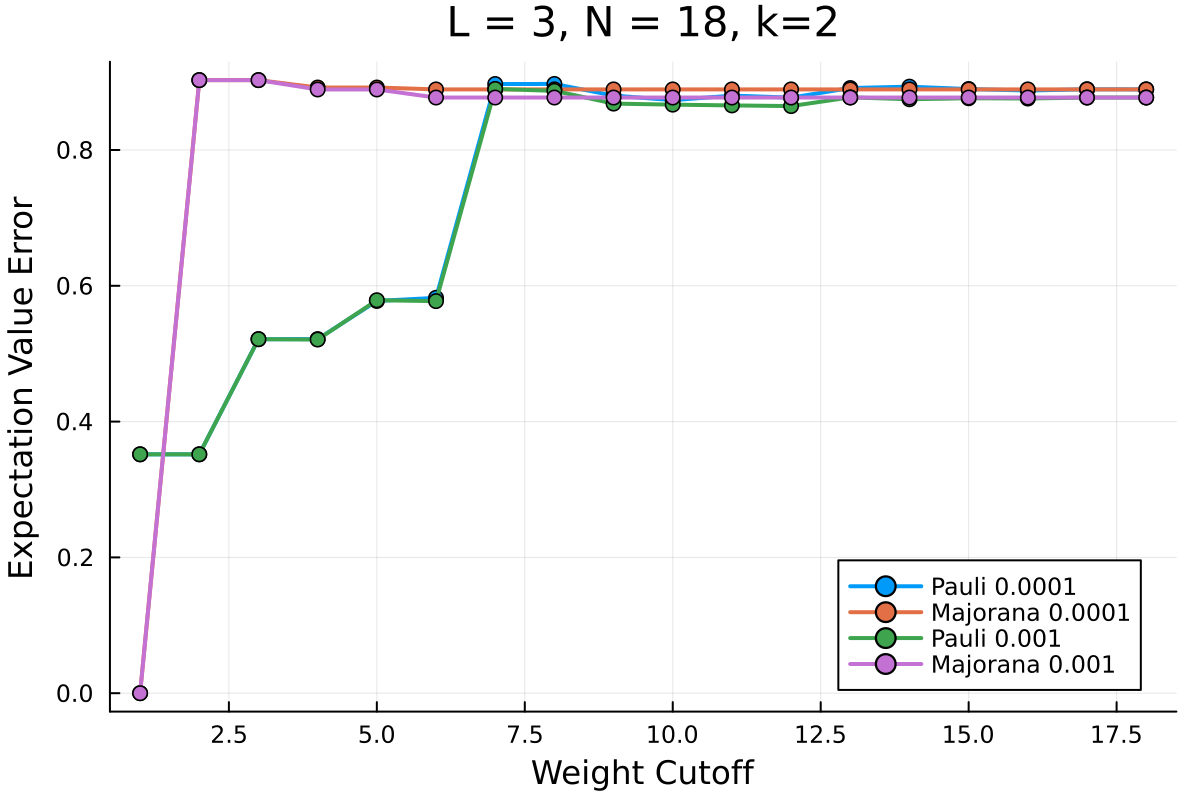 L = 3, N = 18, k=2
Expectation Value Error
0.8
0.6
0.4
0.2
0.0
2.5
5.0
7.5
10.0
12.5
15.0
17.5
Weight Cutoff
Pauli 0.0001
Majorana 0.0001
Pauli 0.001
Majorana 0.001